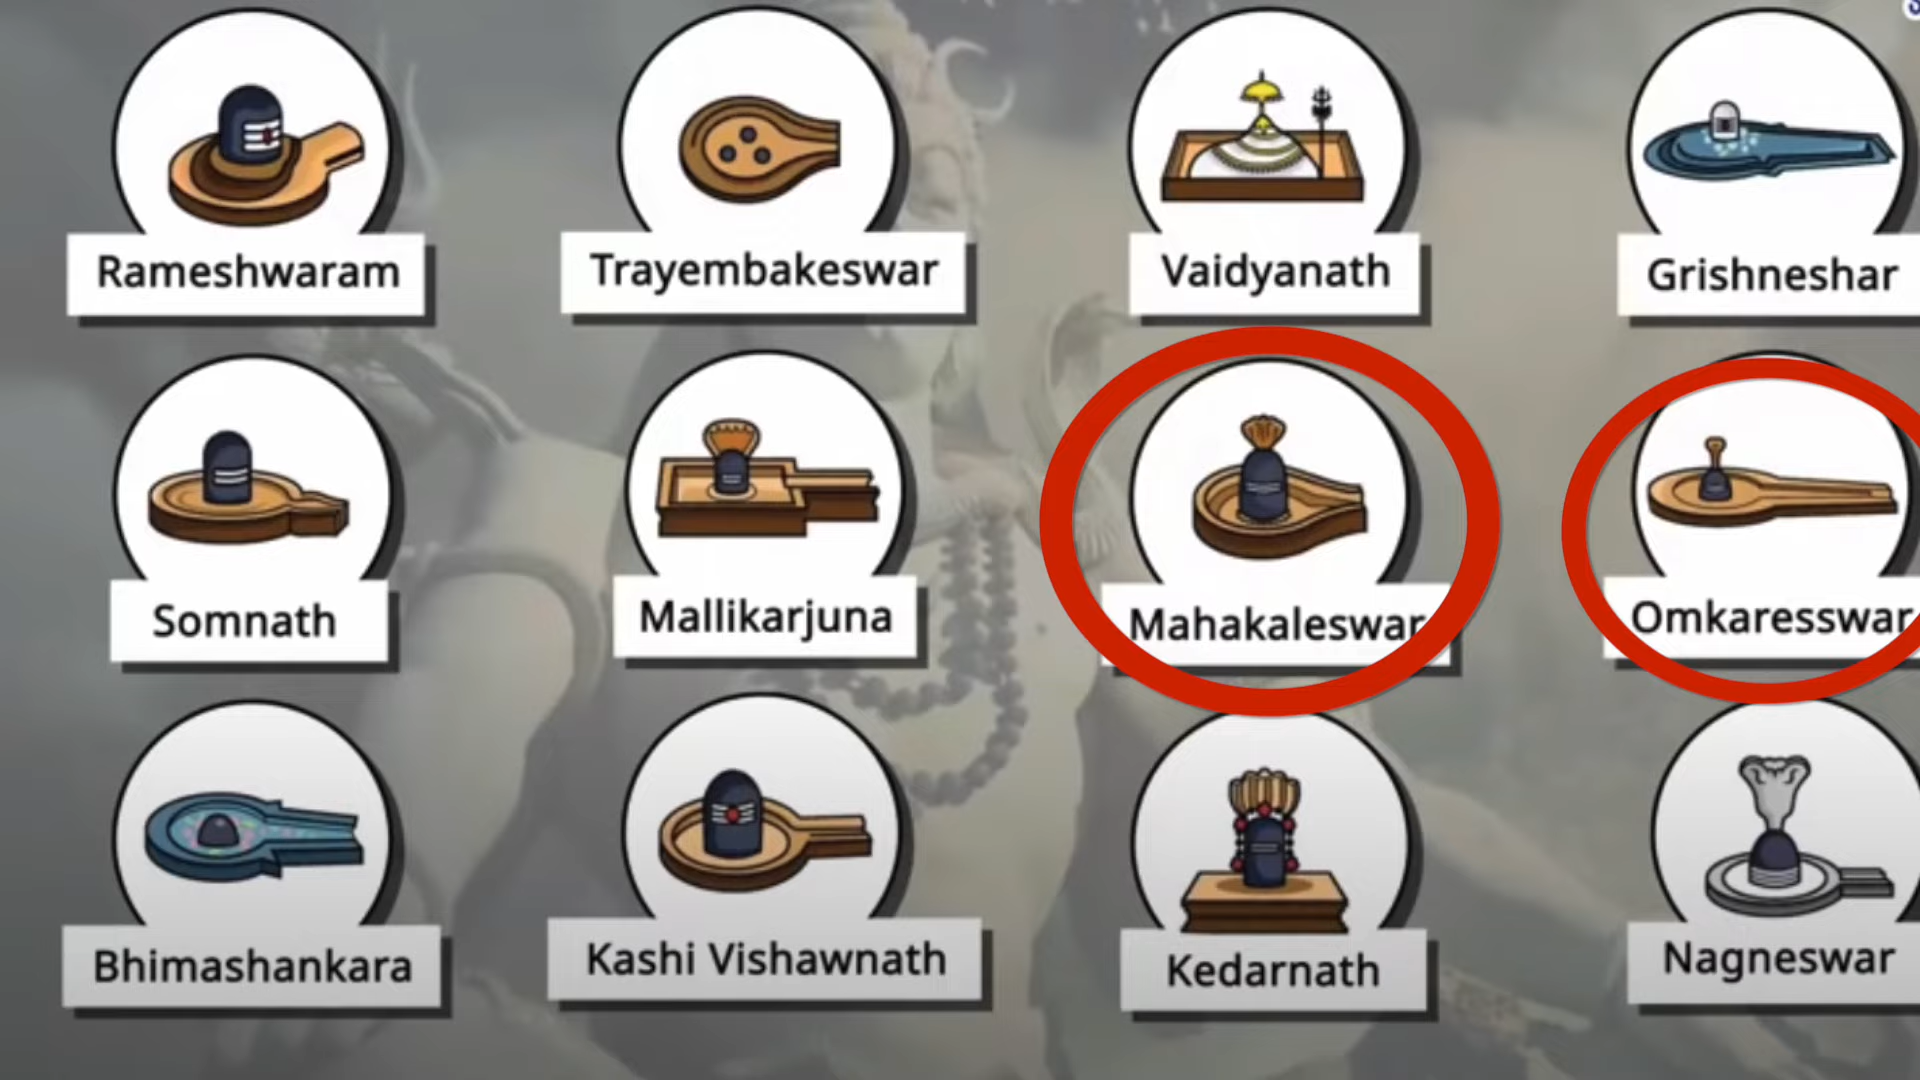 Rameshwaram
Trayembakeswar
Vaidyanath
Grishneshar
Somnath
Mallikarjuna
Mahakaleswar
Omkaresswar
Bhimashankara
Kashi Vishawnath
Kedarnath
Nagneswar